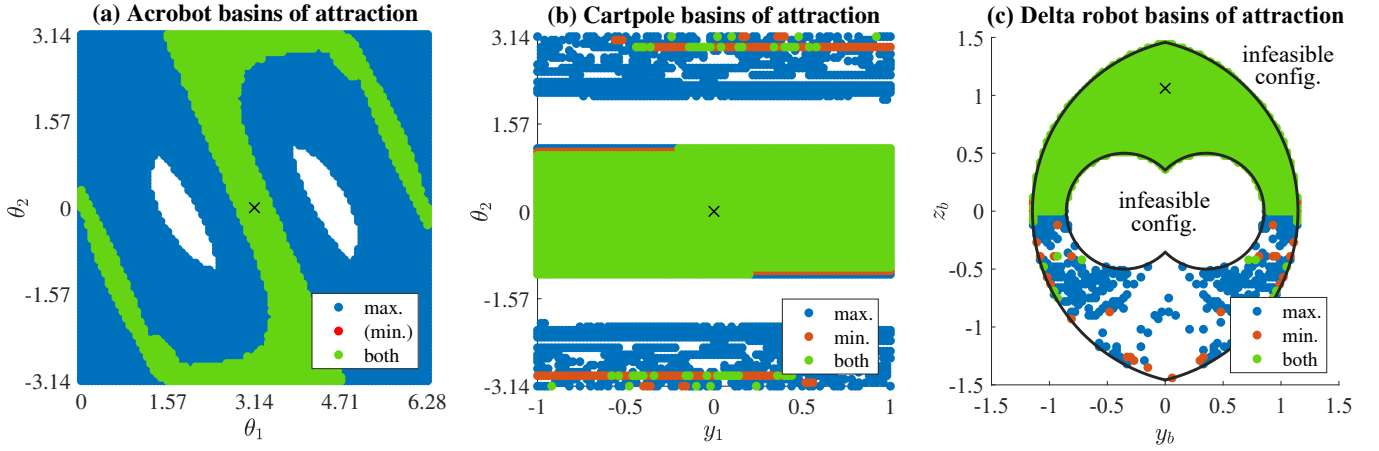 (a) Acrobot basins of attraction
3.14
1.57
0
-1.57
-3.14
θ2
0
1.57
3.14
4.71
6.28
θ1
max.
(min.)
both
(b) Cartpole basins of attraction
3.14
1.57
0
-1.57
-3.14
θ2
-1
-0.5
0
0.5
1
y1
max.
min.
both
(c) Delta robot basins of attraction
1.5
1
0.5
0
-0.5
-1
-1.5
zb
-1.5
-1
-0.5
0
0.5
1
1.5
yb
infeasible
config.
infeasible
config.
max.
min.
both